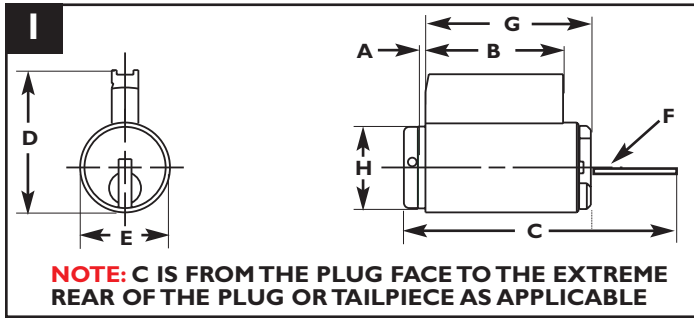 I
G
A
B
D
F
H
E
C
NOTE: C IS FROM THE PLUG FACE TO THE EXTREME
REAR OF THE PLUG OR TAILPIECE AS APPLICABLE